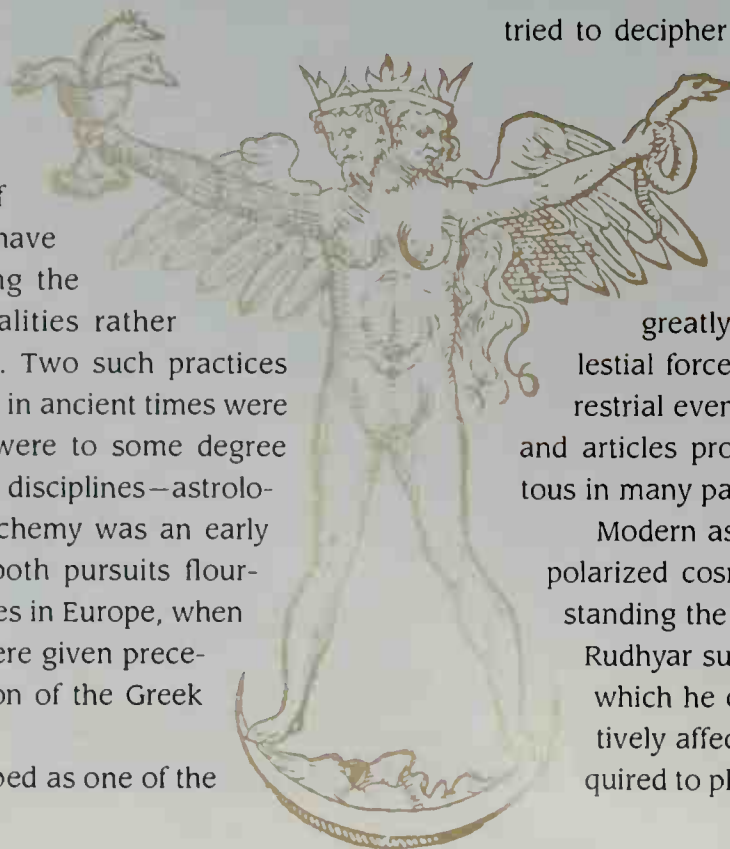 f
have
ng the
alities rather
. Two such practices
in ancient times were
were to some degree
disciplines—astrolo-
chemy was an early
both pursuits flour-
es in Europe, when
ere given prece-
on of the Greek
bed as one of the
tried to decipher
greatly
lestial force
restrial even
and articles pro
tous in many pa
Modern as
polarized cosr
standing the
Rudhyar su
which he c
tively affec
quired to pl